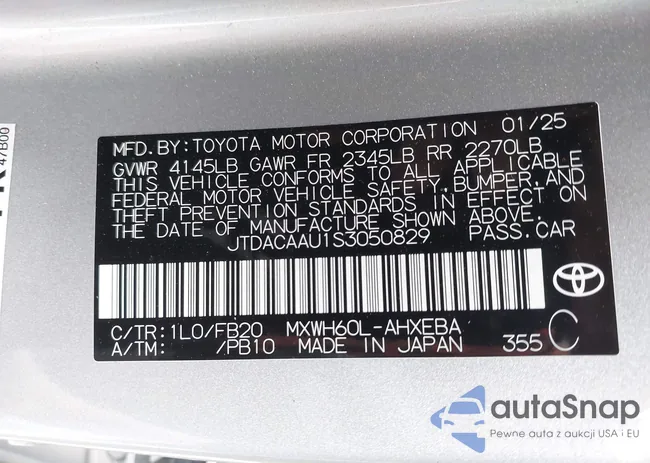 47B00
MFD. BY: TOYOTA MOTOR CORPORATION 01/25
GVWR 4145LB GAWR FR 2345LB RR 2270LB
THIS VEHICLE CONFORMS TO ALL APPLICABLE
FEDERAL MOTOR VEHICLE SAFETY, BUMPER, AND
THEFT PREVENTION STANDARDS IN EFFECT ON
THE DATE OF MANUFACTURE SHOWN ABOVE.
JTDACAAU1S3050829 PASS.CAR
C/TR: 1L0/FB20 MXWH60L-AHXEBA
A/TM: /PB10 MADE IN JAPAN 355 C
autoSnap
Pewne auta z aukcji USA i EU